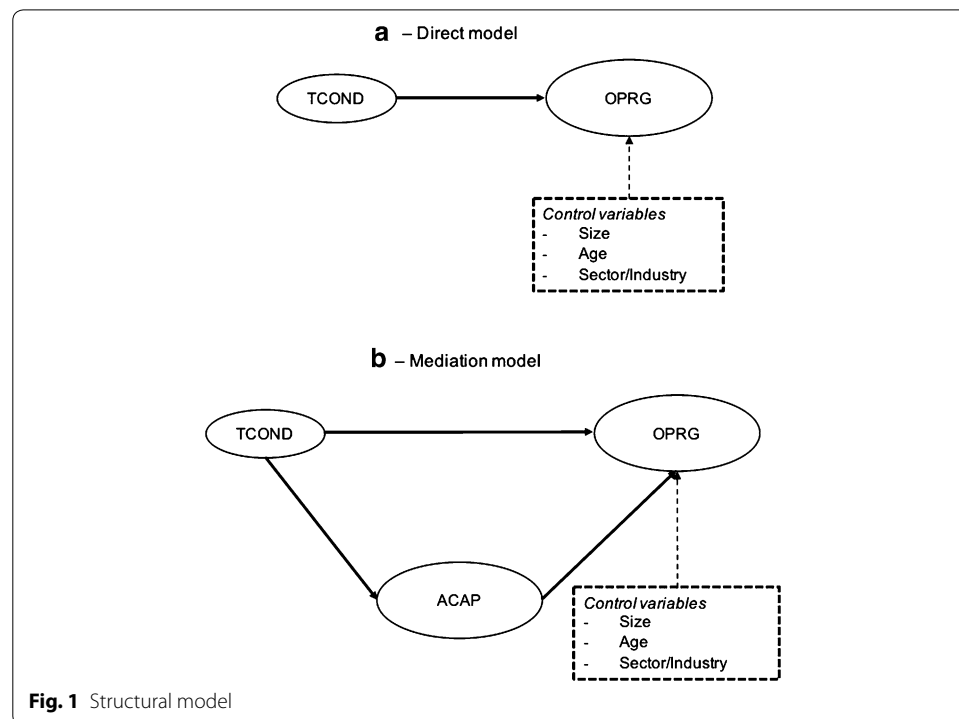 a – Direct model
TCOND
OPRG
Control variables
- Size
- Age
- Sector/Industry
b – Mediation model
TCOND
OPRG
ACAP
Control variables
- Size
- Age
- Sector/Industry
Fig. 1 Structural model